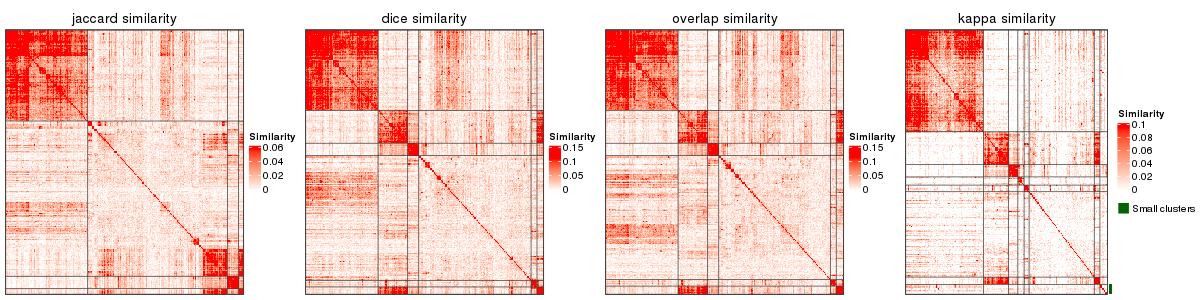 jaccard similarity
Similarity
0.06
0.04
0.02
0
dice similarity
Similarity
0.15
0.1
0.05
0
overlap similarity
Similarity
0.15
0.1
0.05
0
kappa similarity
Similarity
0.1
0.08
0.06
0.04
0.02
0
Small clusters